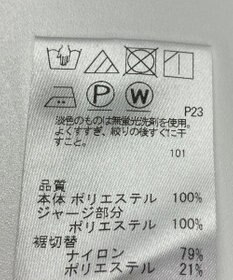 P
W
P23
淡色のものは無蛍光洗剤を使用。
よくすすぎ、絞りの後すぐに干
すこと。
101
品質
本体 ポリエステル 100%
ジャージ部分
ポリエステル 100%
裾切替
ナイロン 79%
ポリエステル 21%